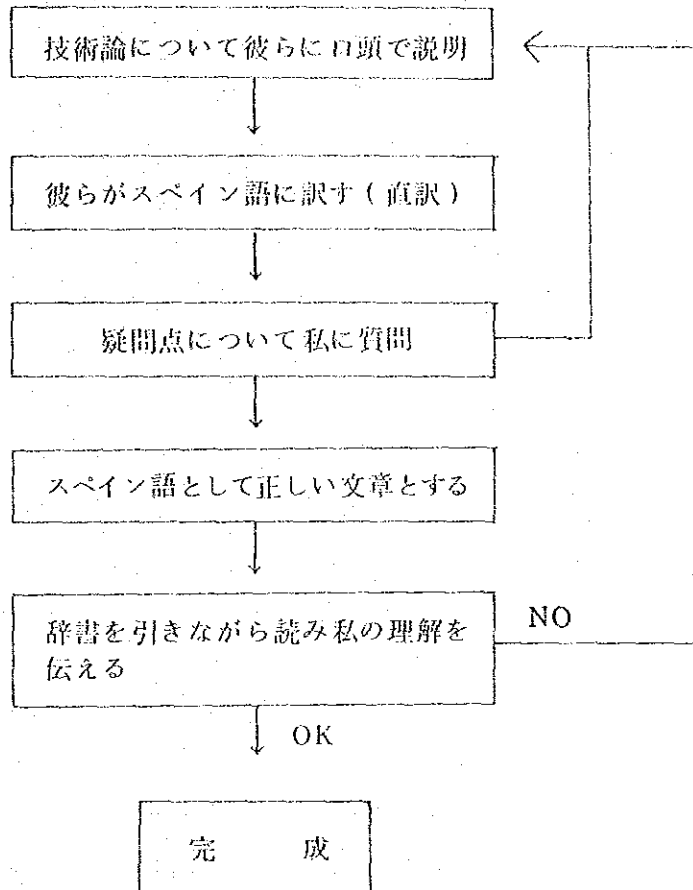 技術論について彼らに口頭で説明
彼らがスペイン語に訳す(直訳)
疑問点について私に質問
スペイン語として正しい文章とする
辞書を引きながら読み私の理解を
伝える
NO
OK
完 成